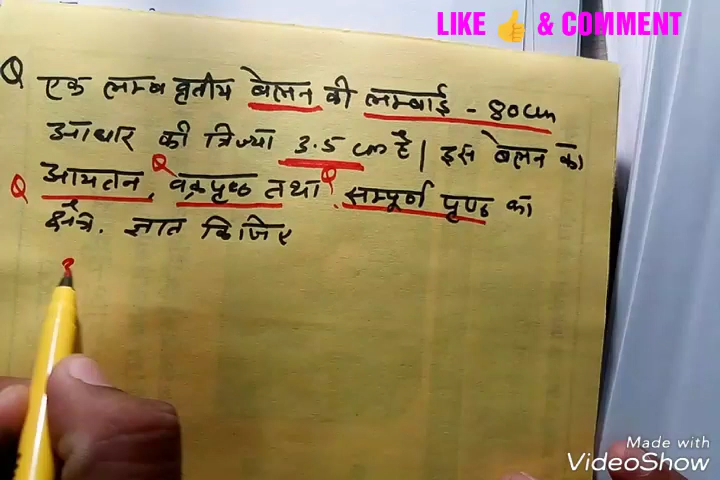 LIKE 👍 & COMMENT
Q एक लम्ब वृतीय बेलन की लम्बाई - 80cm
आधार की त्रिज्या 3.5 cm है | इस बेलन का
Q आयतन, Q वक्रपृष्ठ तथा Q सम्पूर्ण पृष्ठ का
क्षेत्र. ज्ञात किजिए
Made with
VideoShow